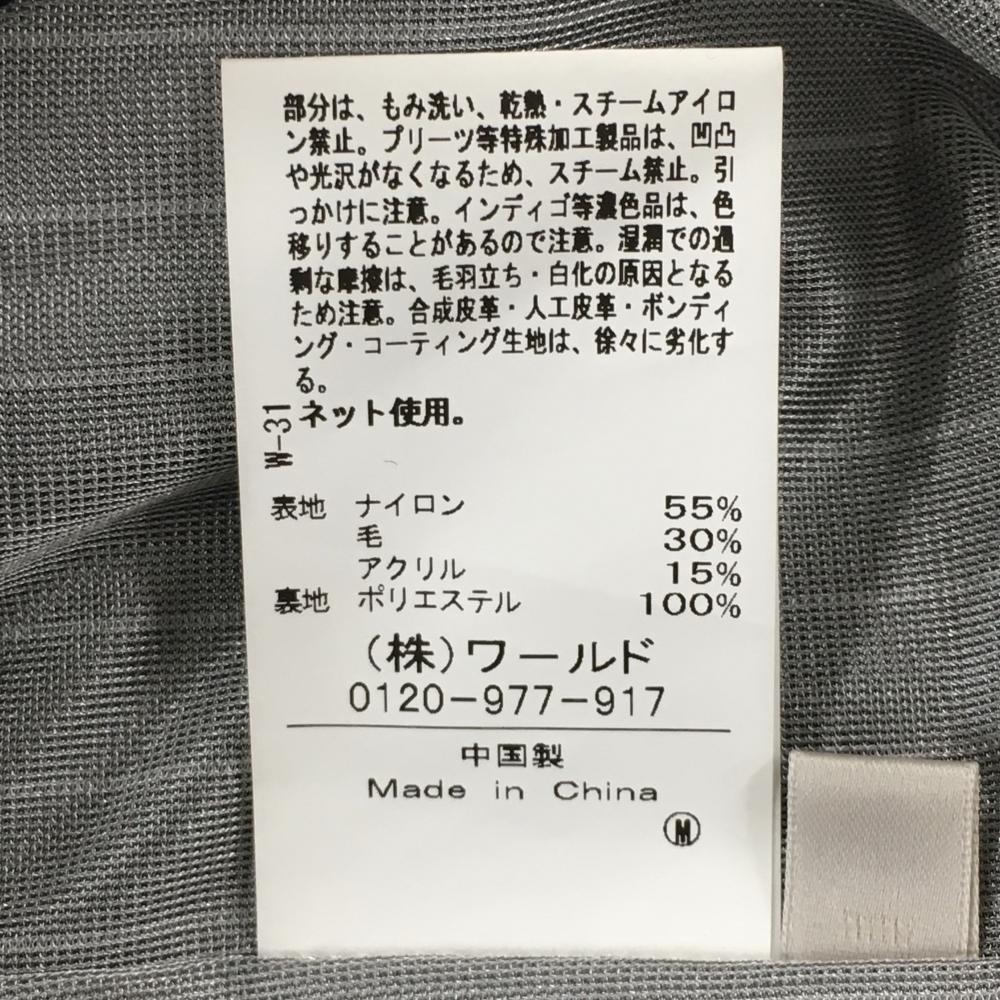 部分は、もみ洗い、乾熱・スチームアイロ
ン禁止。プリーツ等特殊加工製品は、凹凸
や光沢がなくなるため、スチーム禁止。引
っかけに注意。インディゴ等濃色品は、色
移りすることがあるので注意。湿潤での過
剰な摩擦は、毛羽立ち・白化の原因となる
ため注意。合成皮革・人工皮革・ボンディ
ング・コーティング生地は、徐々に劣化す
る。
W-31
ネット使用。
表地 ナイロン 55%
毛 30%
アクリル 15%
裏地 ポリエステル 100%
(株)ワールド
0120-977-917
中国製
Made in China
M